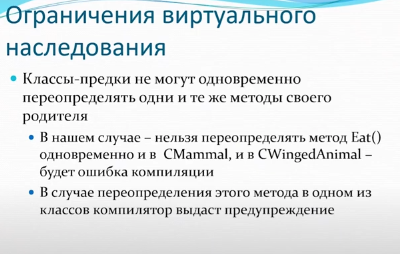 Ограничения виртуального
наследования
Классы-предки не могут одновременно
переопределять одни и те же методы своего
родителя
В нашем случае – нельзя переопределять метод Eat()
одновременно и в CMammal, и в CWingedAnimal –
будет ошибка компиляции
В случае переопределения этого метода в одном из
классов компилятор выдаст предупреждение